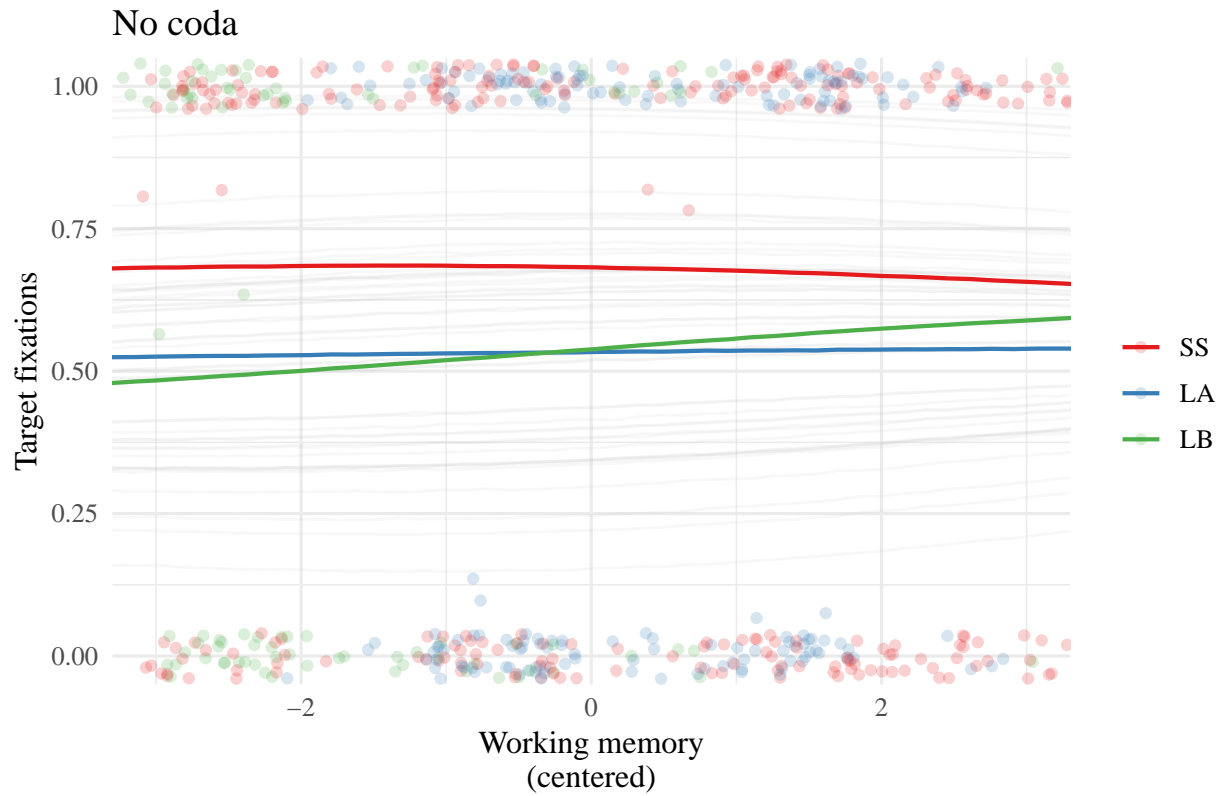 No coda
1.00
0.75
0.50
0.25
0.00
Target fixations
−2
0
2
Working memory
(centered)
SS
LA
LB